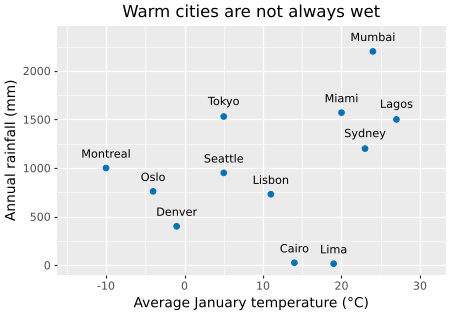 Warm cities are not always wet
Mumbai
Tokyo
Miami
Lagos
Sydney
Montreal
Seattle
Oslo
Lisbon
Denver
Cairo
Lima
Annual rainfall (mm)
2000
1500
1000
500
0
-10
0
10
20
30
Average January temperature (°C)